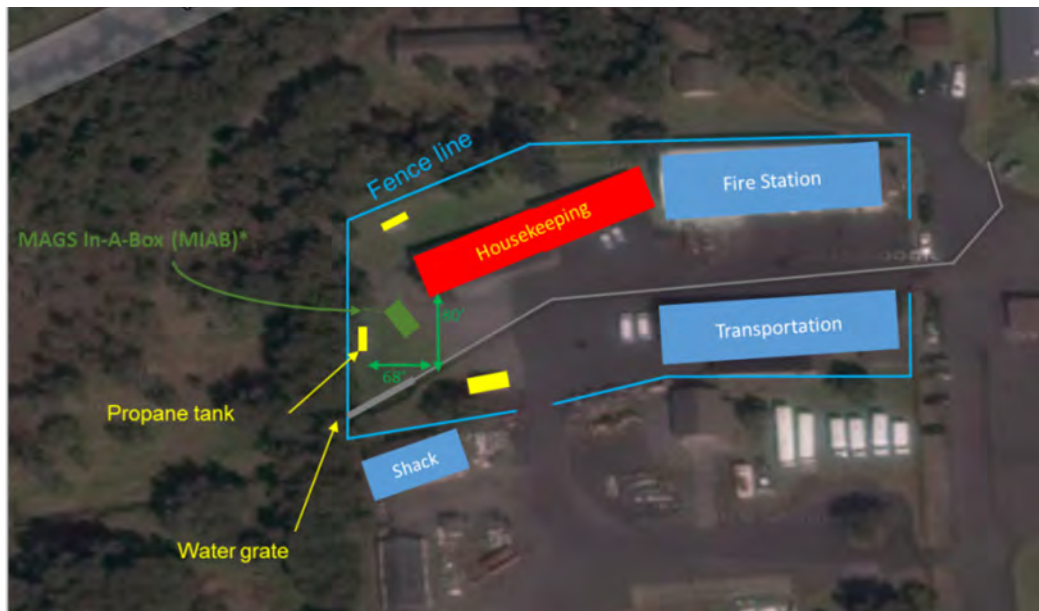 Fire Station
Fence line
Housekeeping
MAGS In-A-Box (MIAB)*
80'
Transportation
68'
Propane tank
Shack
Water grate